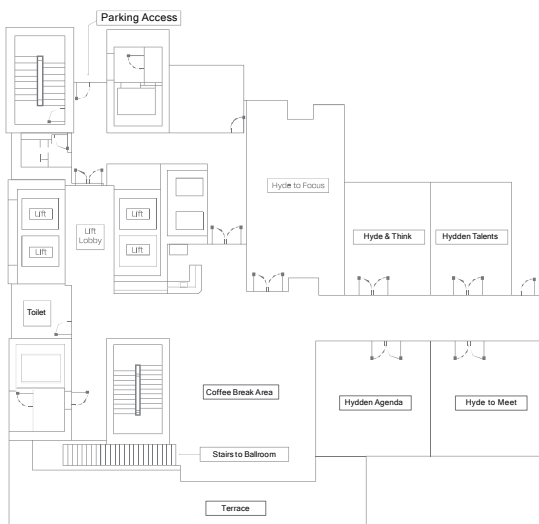 Parking Access
Hyde to Focus
Lift
Lift
Lift
Lobby
Hyde & Think
Hydden Talents
Lift
Lift
Toilet
Coffee Break Area
Hydden Agenda
Hyde to Meet
Stairs to Ballroom
Terrace